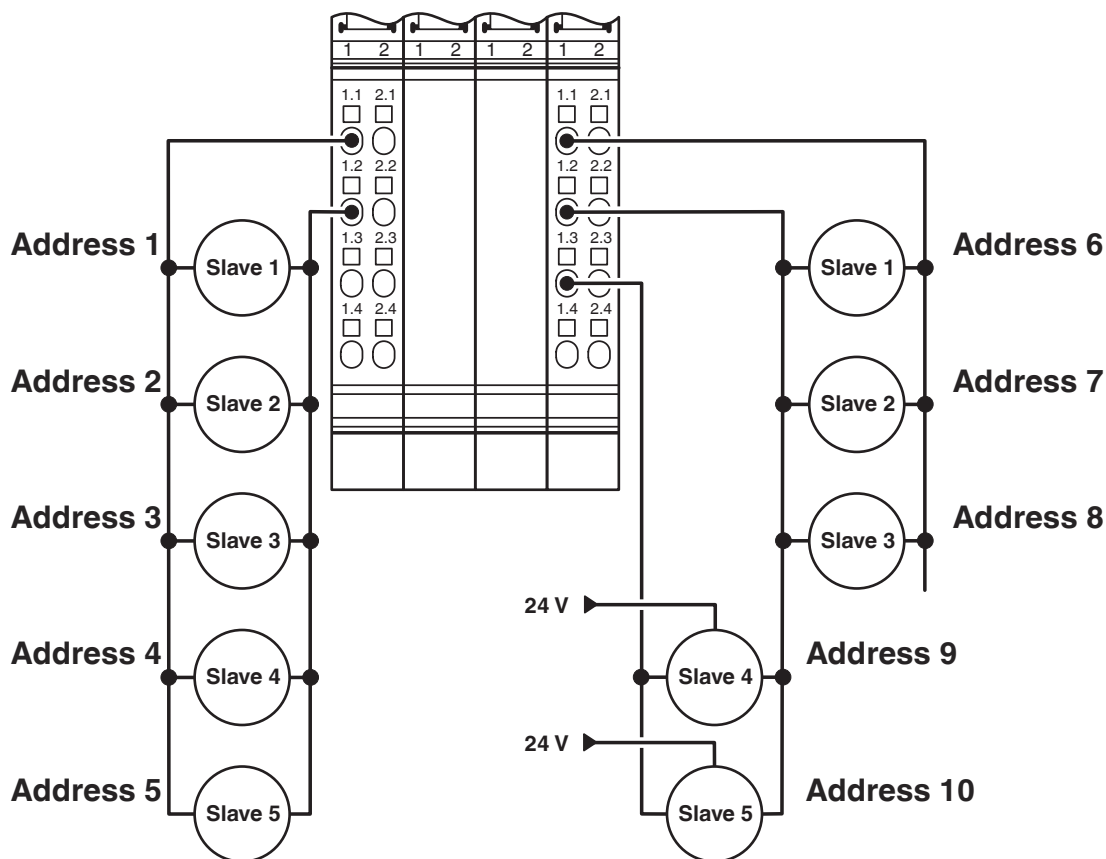 1 2 1 2 1 2 1 2
1.1 2.1 1.1 2.1
1.2 2.2 1.2 2.2
Address 1 Slave 1 1.3 2.3 1.3 2.3 Slave 1 Address 6
1.4 2.4 1.4 2.4
Address 2 Slave 2 Slave 2 Address 7
Address 3 Slave 3 Slave 3 Address 8
24 V
Address 4 Slave 4 Slave 4 Address 9
24 V
Address 5 Slave 5 Slave 5 Address 10